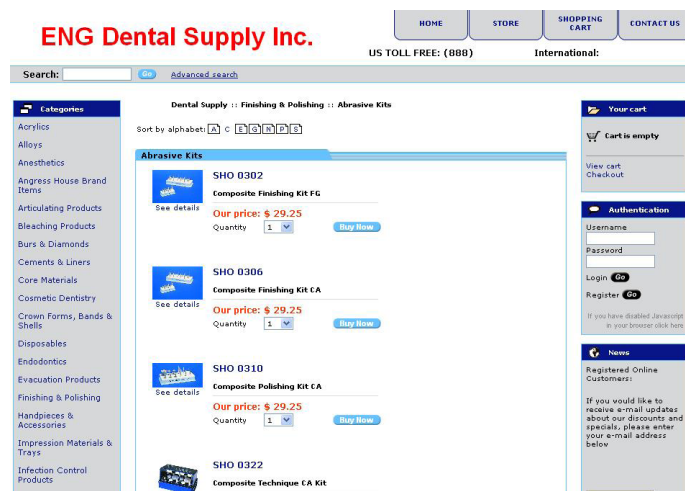 ENG Dental Supply Inc.
HOME
STORE
SHOPPING
CART
CONTACT US
US TOLL FREE: (888)
International:
Search:
Go
Advanced search
Categories
Acrylics
Alloys
Anesthetics
Angress House Brand
Items
Articulating Products
Bleaching Products
Burs & Diamonds
Cements & Liners
Core Materials
Cosmetic Dentistry
Crown Forms, Bands &
Shells
Disposables
Endodontics
Evacuation Products
Finishing & Polishing
Handpieces &
Accessories
Impression Materials &
Trays
Infection Control
Products
Dental Supply :: Finishing & Polishing :: Abrasive Kits
Sort by alphabet: A C E G N P S
Abrasive Kits
SHO 0302
Composite Finishing Kit FG
See details
Our price: $ 29.25
Quantity 1 Buy Now
SHO 0306
Composite Finishing Kit CA
See details
Our price: $ 29.25
Quantity 1 Buy Now
SHO 0310
Composite Polishing Kit CA
See details
Our price: $ 29.25
Quantity 1 Buy Now
SHO 0322
Composite Technique CA Kit
Your cart
Cart is empty
View cart
Checkout
Authentication
Username
Password
Login Go
Register Go
If you have disabled Javascript
in your browser click here
News
Registered Online
Customers:
If you would like to
receive e-mail updates
about our discounts and
specials, please enter
your e-mail address
below